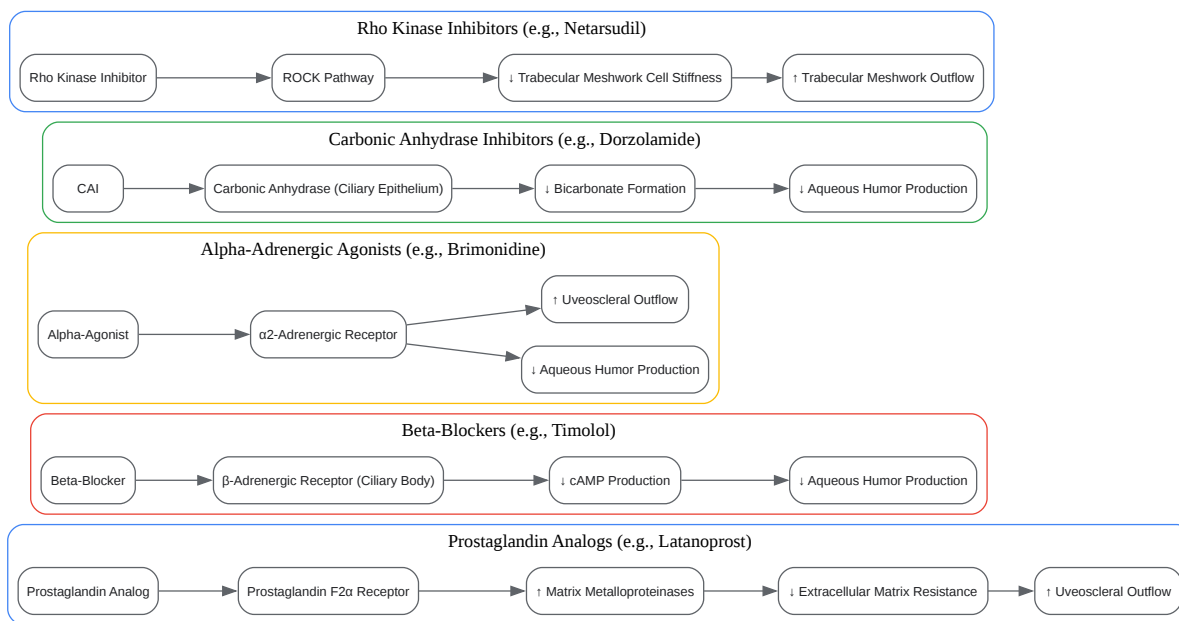 Rho Kinase Inhibitors (e.g., Netarsudil)
Rho Kinase Inhibitor
ROCK Pathway
↓ Trabecular Meshwork Cell Stiffness
↑ Trabecular Meshwork Outflow
Carbonic Anhydrase Inhibitors (e.g., Dorzolamide)
CAI
Carbonic Anhydrase (Ciliary Epithelium)
↓ Bicarbonate Formation
↓ Aqueous Humor Production
Alpha-Adrenergic Agonists (e.g., Brimonidine)
Alpha-Agonist
α2-Adrenergic Receptor
↑ Uveoscleral Outflow
↓ Aqueous Humor Production
Beta-Blockers (e.g., Timolol)
Beta-Blocker
β-Adrenergic Receptor (Ciliary Body)
↓ cAMP Production
↓ Aqueous Humor Production
Prostaglandin Analogs (e.g., Latanoprost)
Prostaglandin Analog
Prostaglandin F2α Receptor
↑ Matrix Metalloproteinases
↓ Extracellular Matrix Resistance
↑ Uveoscleral Outflow